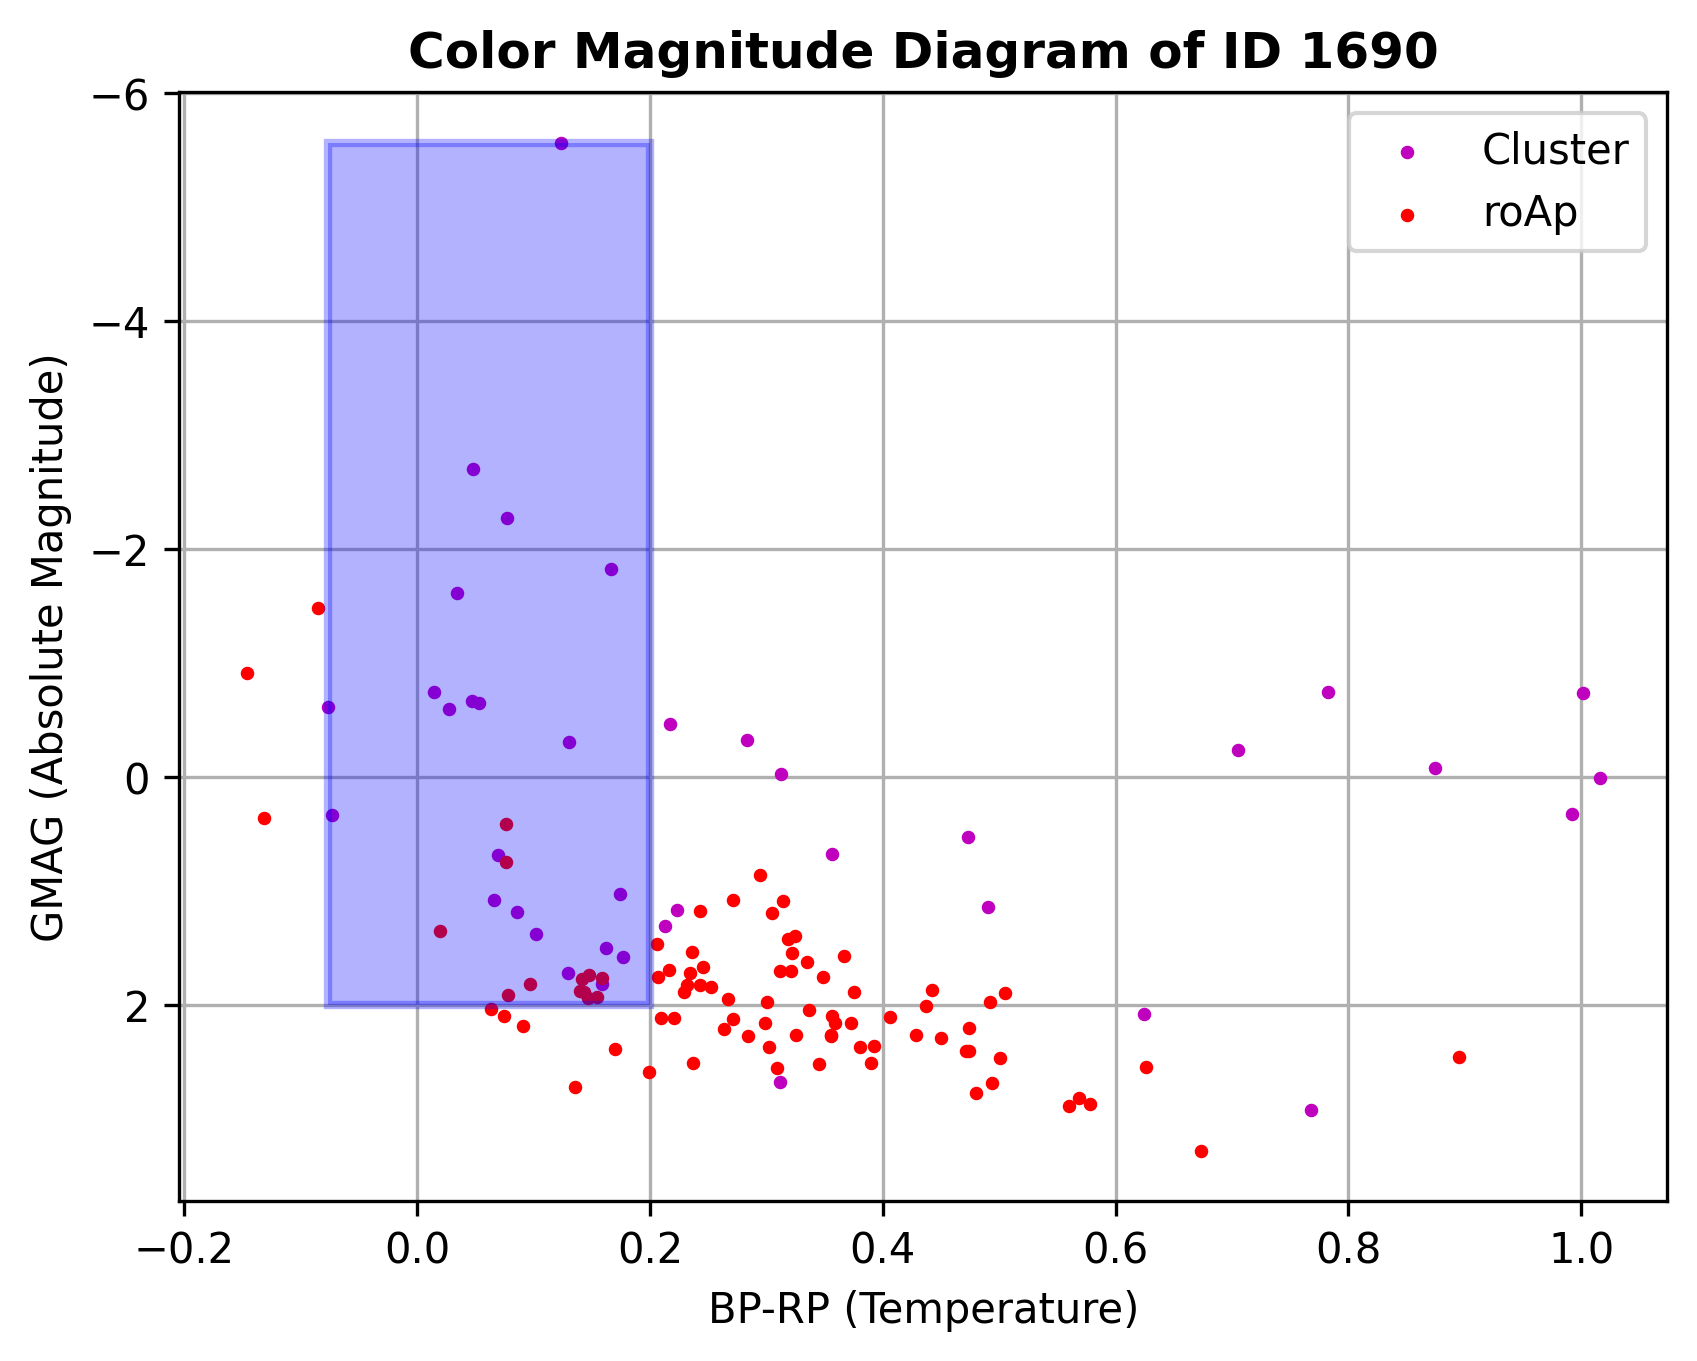 Color Magnitude Diagram of ID 1690
Cluster
roAp
GMAG (Absolute Magnitude)
−6
−4
−2
0
2
−0.2 0.0 0.2 0.4 0.6 0.8 1.0
BP-RP (Temperature)